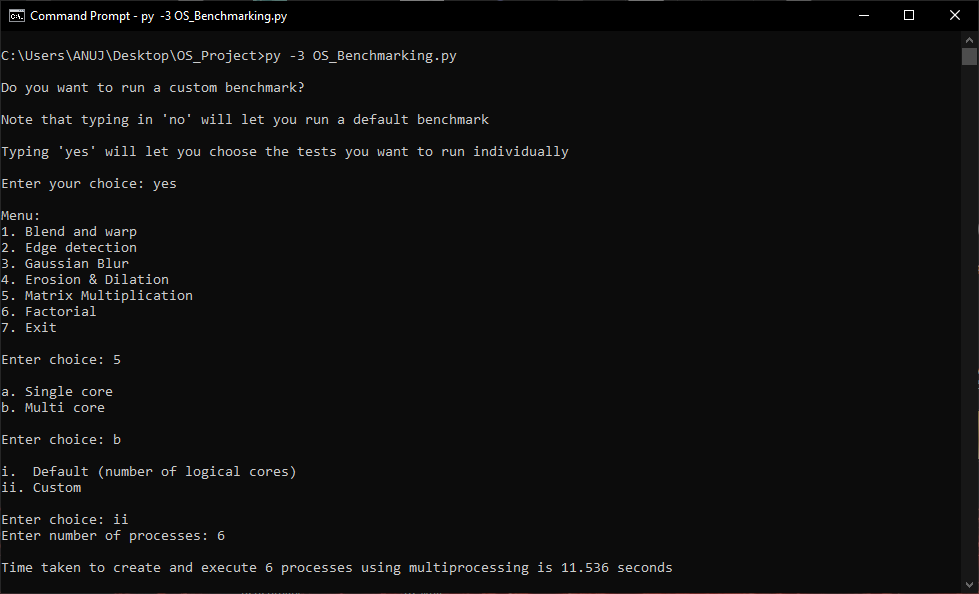 Command Prompt - py  -3 OS_Benchmarking.py
C:\Users\ANUJ\Desktop\OS_Project>py -3 OS_Benchmarking.py
Do you want to run a custom benchmark?
Note that typing in 'no' will let you run a default benchmark
Typing 'yes' will let you choose the tests you want to run individually
Enter your choice: yes
Menu:
1. Blend and warp
2. Edge detection
3. Gaussian Blur
4. Erosion & Dilation
5. Matrix Multiplication
6. Factorial
7. Exit
Enter choice: 5
a. Single core
b. Multi core
Enter choice: b
i.  Default (number of logical cores)
ii. Custom
Enter choice: ii
Enter number of processes: 6
Time taken to create and execute 6 processes using multiprocessing is 11.536 seconds